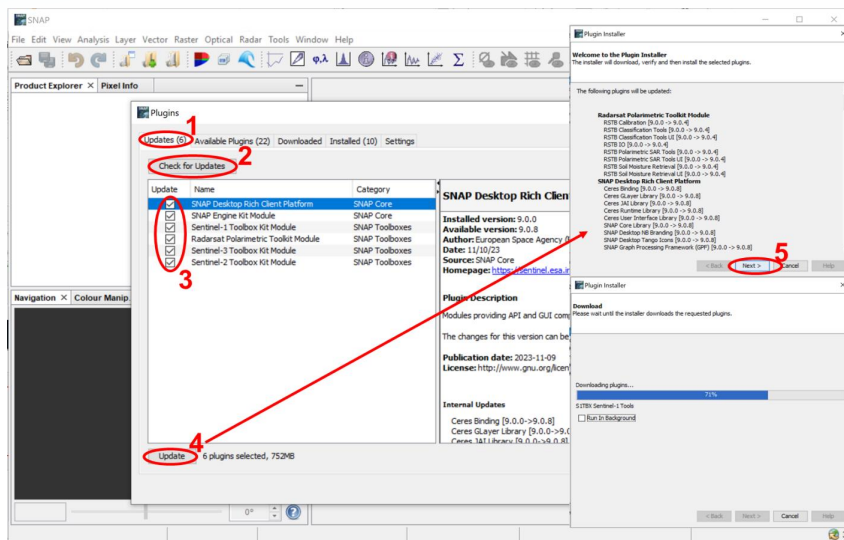 SNAP
File Edit View Analysis Layer Vector Raster Optical Radar Tools Window Help
φ,λ
Σ
Product Explorer × Pixel Info
Plugins
1
Updates (6) Available Plugins (22) Downloaded Installed (10) Settings
Check for Updates
2
Update Name Category
SNAP Desktop Rich Client Platform SNAP Core
SNAP Engine Kit Module SNAP Core
Sentinel-1 Toolbox Kit Module SNAP Toolboxes
Radarsat Polarimetric Toolkit Module SNAP Toolboxes
Sentinel-3 Toolbox Kit Module SNAP Toolboxes
Sentinel-2 Toolbox Kit Module SNAP Toolboxes
3
SNAP Desktop Rich Clien
Installed version: 9.0.0
Available version: 9.0.8
Author: European Space Agency
Date: 11/10/23
Source: SNAP Core
Homepage: https://sentinel.esa.in
Plugin Description
Modules providing API and GUI com
The changes for this version can be
Publication date: 2023-11-09
License: http://www.gnu.org/licen
Internal Updates
Ceres Binding [9.0.0->9.0.8]
Ceres GLayer Library [9.0.0->9.0
Ceres JAI Library [9.0.0->9.0.8]
4
Update 6 plugins selected, 752MB
Navigation × Colour Manip
0°
Plugin Installer
Welcome to the Plugin Installer
The installer will download, verify and then install the selected plugins.
The following plugins will be updated:
Radarsat Polarimetric Toolkit Module
RSTB Calibration [9.0.0 -> 9.0.4]
RSTB Classification Tools [9.0.0 -> 9.0.4]
RSTB Classification Tools UI [9.0.0 -> 9.0.4]
RSTB IO [9.0.0 -> 9.0.4]
RSTB Polarimetric SAR Tools [9.0.0 -> 9.0.4]
RSTB Polarimetric SAR Tools UI [9.0.0 -> 9.0.4]
RSTB Soil Moisture Retrieval [9.0.0 -> 9.0.4]
RSTB Soil Moisture Retrieval UI [9.0.0 -> 9.0.4]
SNAP Desktop Rich Client Platform
Ceres Binding [9.0.0 -> 9.0.8]
Ceres GLayer Library [9.0.0 -> 9.0.8]
Ceres JAI Library [9.0.0 -> 9.0.8]
Ceres Runtime Library [9.0.0 -> 9.0.8]
Ceres User Interface Library [9.0.0 -> 9.0.8]
SNAP Core Library [9.0.0 -> 9.0.8]
SNAP Desktop NB Branding [9.0.0 -> 9.0.8]
SNAP Desktop Tango Icons [9.0.0 -> 9.0.8]
SNAP Graph Processing Framework (GPF) [9.0.0 -> 9.0.8]
5
< Back Next > Cancel Help
Plugin Installer
Download
Please wait until the installer downloads the requested plugins.
Downloading plugins...
71%
S1TBX Sentinel-1 Tools
Run In Background
< Back Next > Cancel Help